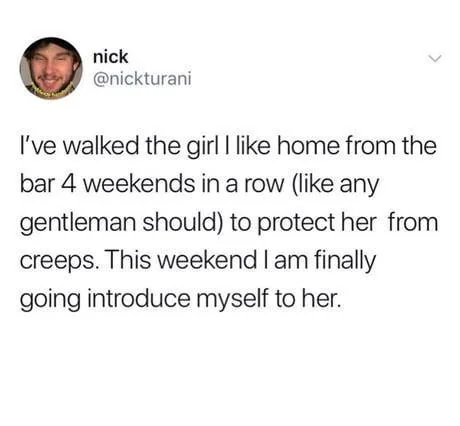 nick
@nickturani
I've walked the girl I like home from the
bar 4 weekends in a row (like any
gentleman should) to protect her from
creeps. This weekend I am finally
going introduce myself to her.